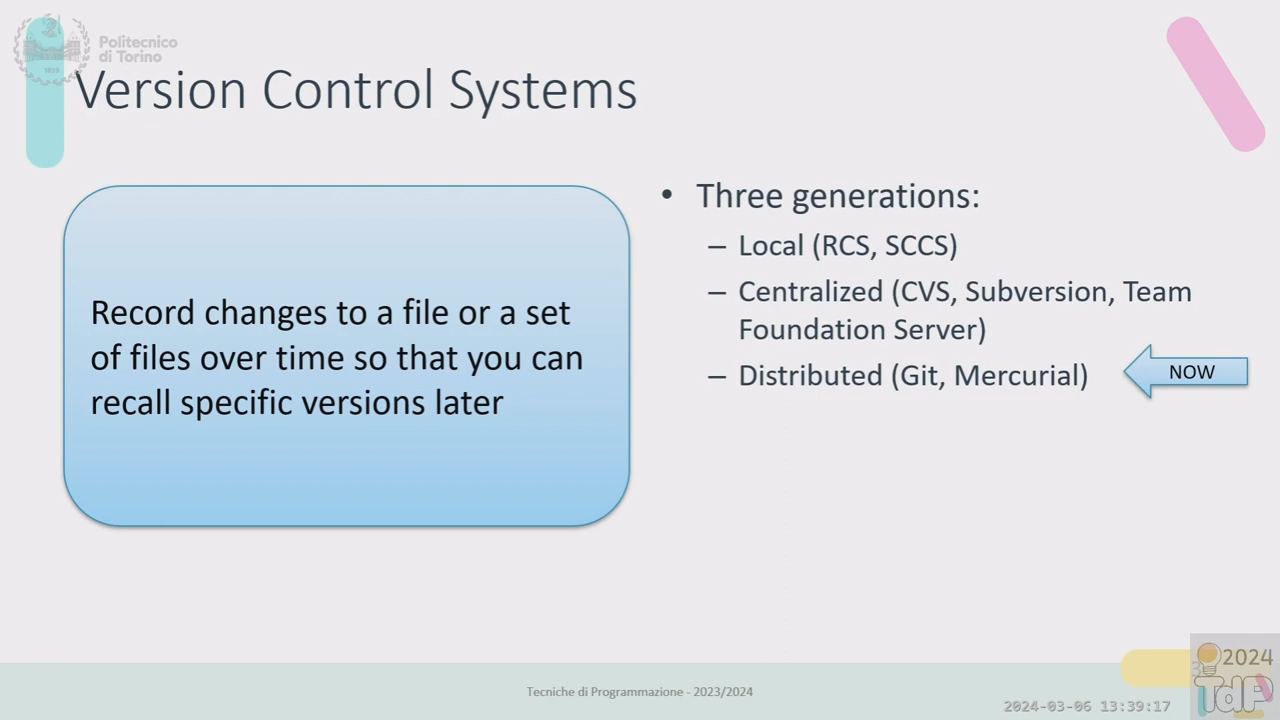 Politecnico
di Torino
Version Control Systems
Record changes to a file or a set
of files over time so that you can
recall specific versions later
• Three generations:
– Local (RCS, SCCS)
– Centralized (CVS, Subversion, Team
Foundation Server)
– Distributed (Git, Mercurial)
NOW
Tecniche di Programmazione - 2023/2024
2024-03-06 13:39:17
3
2024
TdP